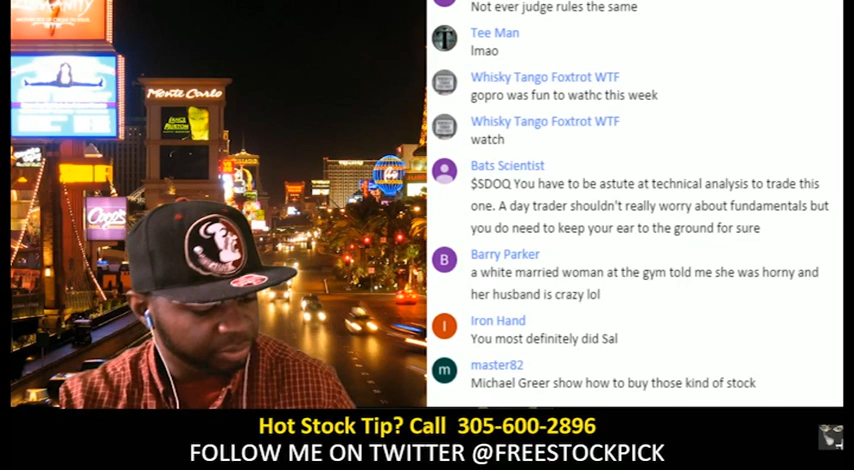 Monte Carlo
LANCE
BURTON
Not ever judge rules the same
Tee Man
lmao
Whisky Tango Foxtrot WTF
gopro was fun to wathc this week
Whisky Tango Foxtrot WTF
watch
Bats Scientist
$SDOQ You have to be astute at technical analysis to trade this
one. A day trader shouldn't really worry about fundamentals but
you do need to keep your ear to the ground for sure
B
Barry Parker
a white married woman at the gym told me she was horny and
her husband is crazy lol
I
Iron Hand
You most definitely did Sal
m
master82
Michael Greer show how to buy those kind of stock
Hot Stock Tip? Call 305-600-2896
FOLLOW ME ON TWITTER @FREESTOCKPICK